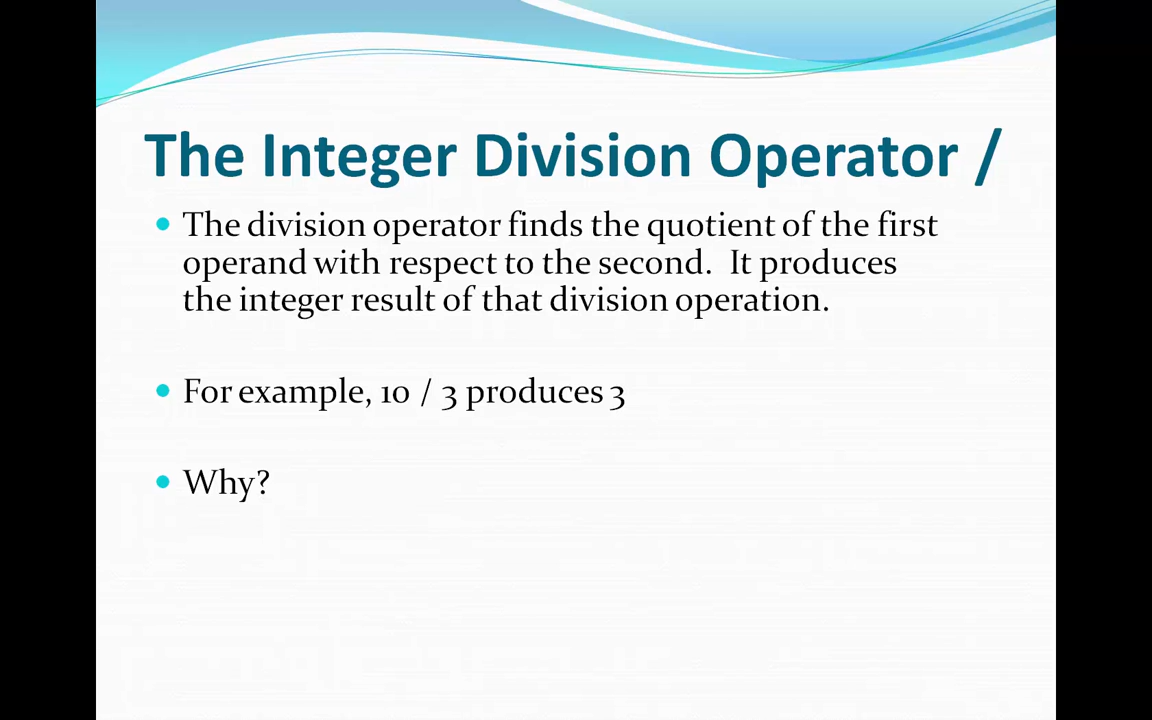 The Integer Division Operator /
The division operator finds the quotient of the first
operand with respect to the second.  It produces
the integer result of that division operation.
For example, 10 / 3 produces 3
Why?